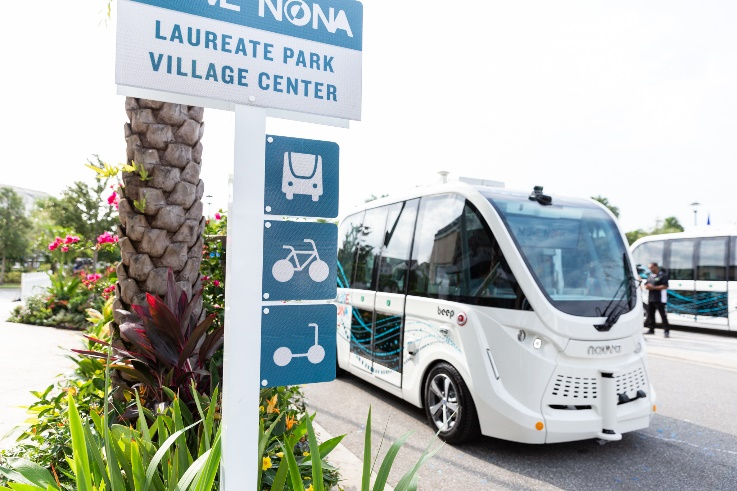 NONA
LAUREATE PARK
VILLAGE CENTER
beep
NAVYA